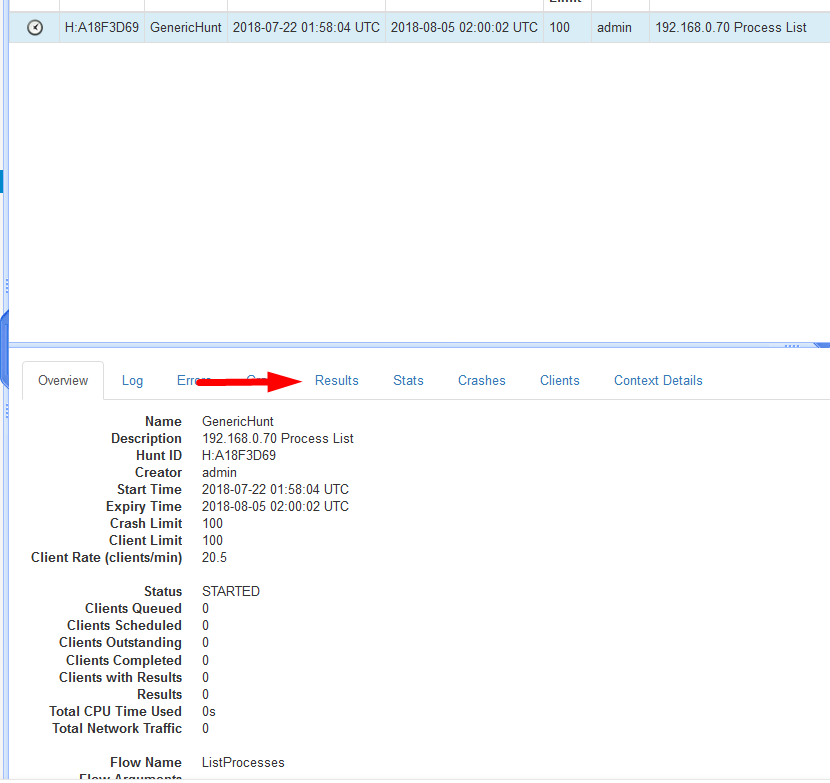 H:A18F3D69 GenericHunt 2018-07-22 01:58:04 UTC 2018-08-05 02:00:02 UTC 100 admin 192.168.0.70 Process List
Overview Log Results Stats Crashes Clients Context Details
Name GenericHunt
Description 192.168.0.70 Process List
Hunt ID H:A18F3D69
Creator admin
Start Time 2018-07-22 01:58:04 UTC
Expiry Time 2018-08-05 02:00:02 UTC
Crash Limit 100
Client Limit 100
Client Rate (clients/min) 20.5
Status STARTED
Clients Queued 0
Clients Scheduled 0
Clients Outstanding 0
Clients Completed 0
Clients with Results 0
Results 0
Total CPU Time Used 0s
Total Network Traffic 0
Flow Name ListProcesses
Flow Arguments